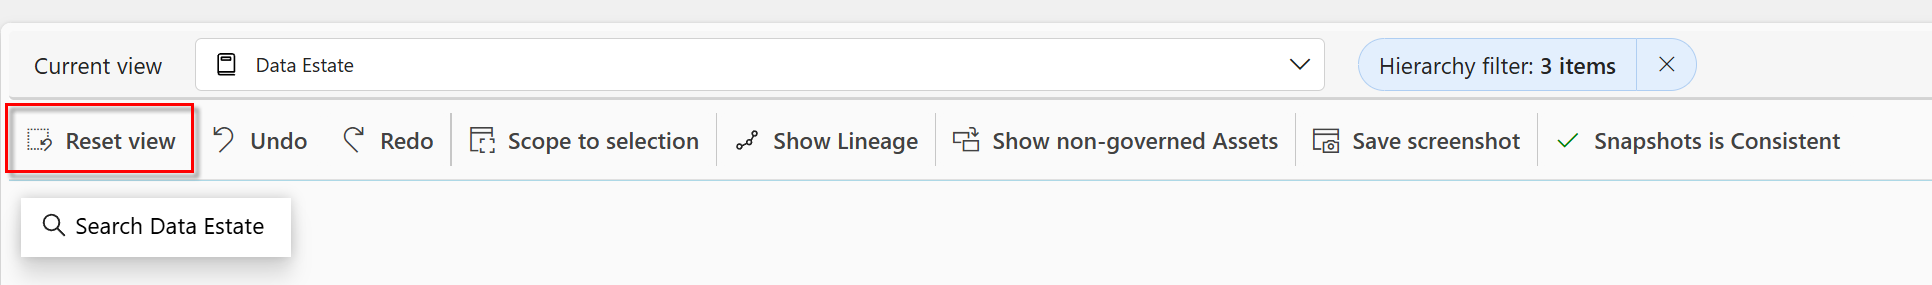 Current view Data Estate Hierarchy filter: 3 items
Reset view Undo Redo Scope to selection Show Lineage Show non-governed Assets Save screenshot Snapshots is Consistent
Search Data Estate